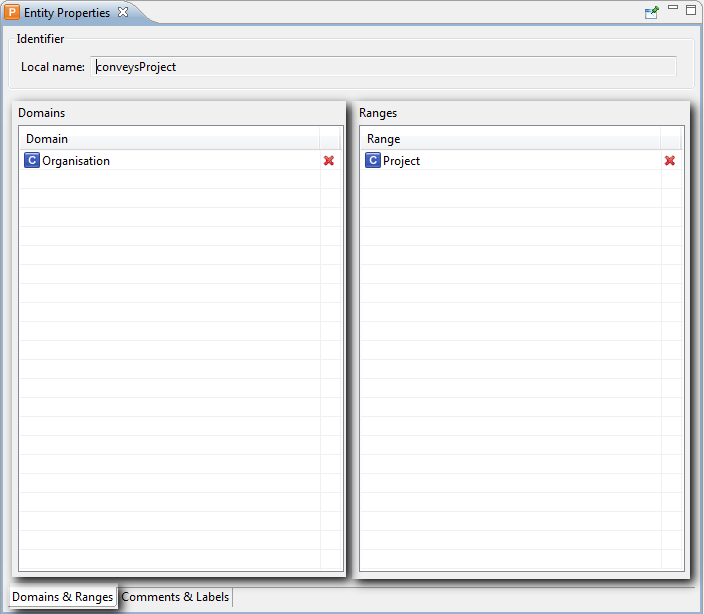 P Entity Properties
Identifier
Local name: conveysProject
Domains
Domain
C Organisation
Ranges
Range
C Project
Domains & Ranges
Comments & Labels